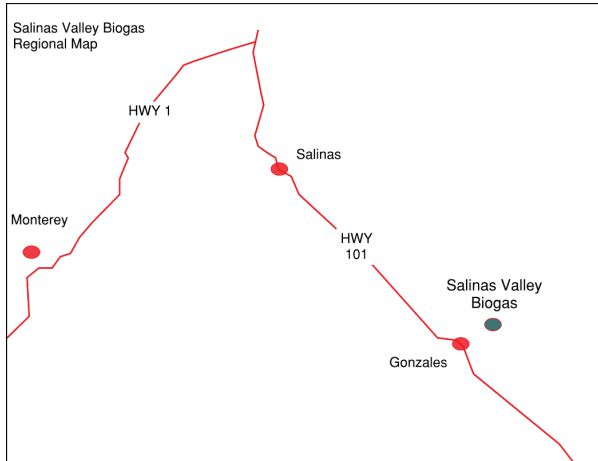 Salinas Valley Biogas
Regional Map
HWY 1
Salinas
Monterey
HWY
101
Salinas Valley
Biogas
Gonzales